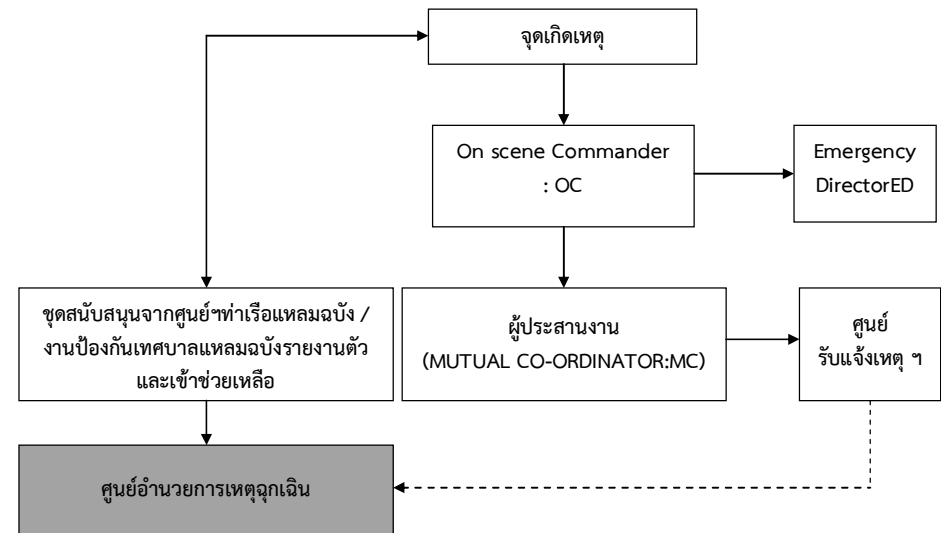 จุดเกิดเหตุ
On scene Commander
: OC
Emergency
DirectorED
ชุดสนับสนุนจากศูนย์ฯท่าเรือแหลมฉบัง /
งานป้องกันเทศบาลแหลมฉบังรายงานตัว
และเข้าช่วยเหลือ
ผู้ประสานงาน
(MUTUAL CO-ORDINATOR:MC)
ศูนย์
รับแจ้งเหตุ ฯ
ศูนย์อำนวยการเหตุฉุกเฉิน